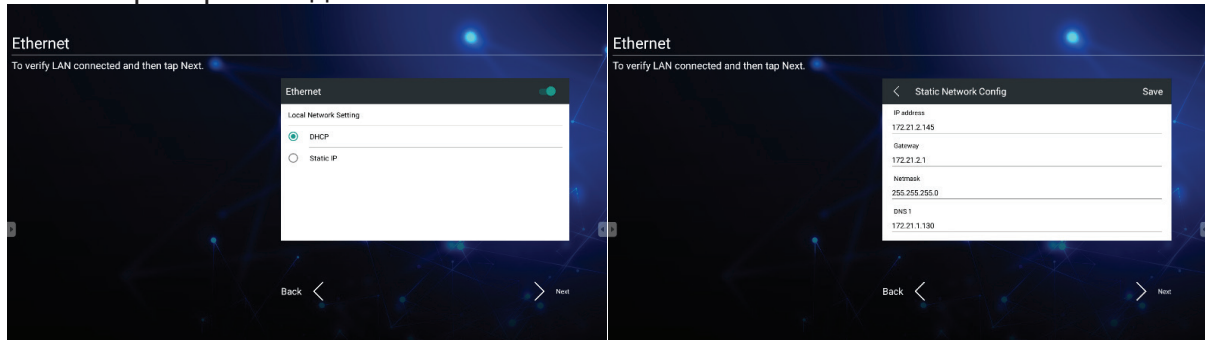 Ethernet
To verify LAN connected and then tap Next.
Ethernet
Local Network Setting
DHCP
Static IP
Back
Next
Ethernet
To verify LAN connected and then tap Next.
Static Network Config Save
IP address
172.21.2.145
Gateway
172.21.2.1
Netmask
255.255.255.0
DNS 1
172.21.1.130
Back
Next